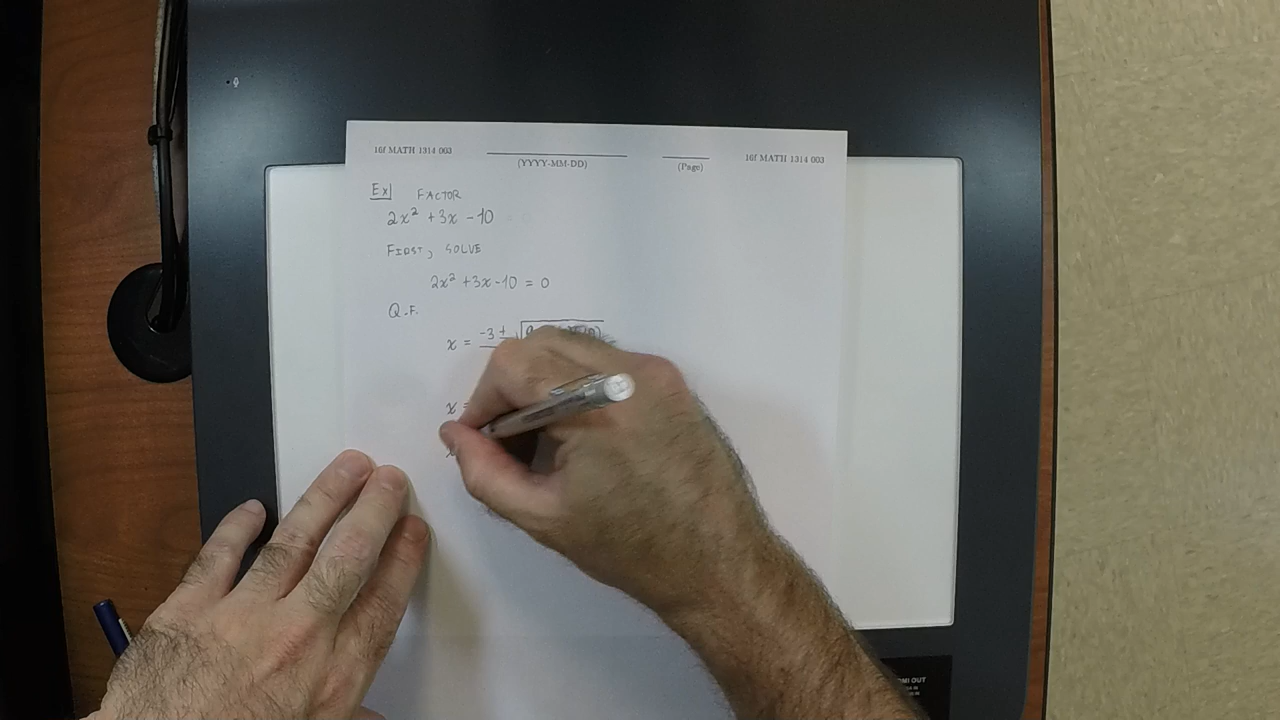 16f MATH 1314 003
(YYYY-MM-DD)
(Page)
16f MATH 1314 003
Ex FACTOR
2x² + 3x - 10
FIRST, SOLVE
2x² + 3x - 10 = 0
Q.F.
x = -3 ± √
x =
x
OUT